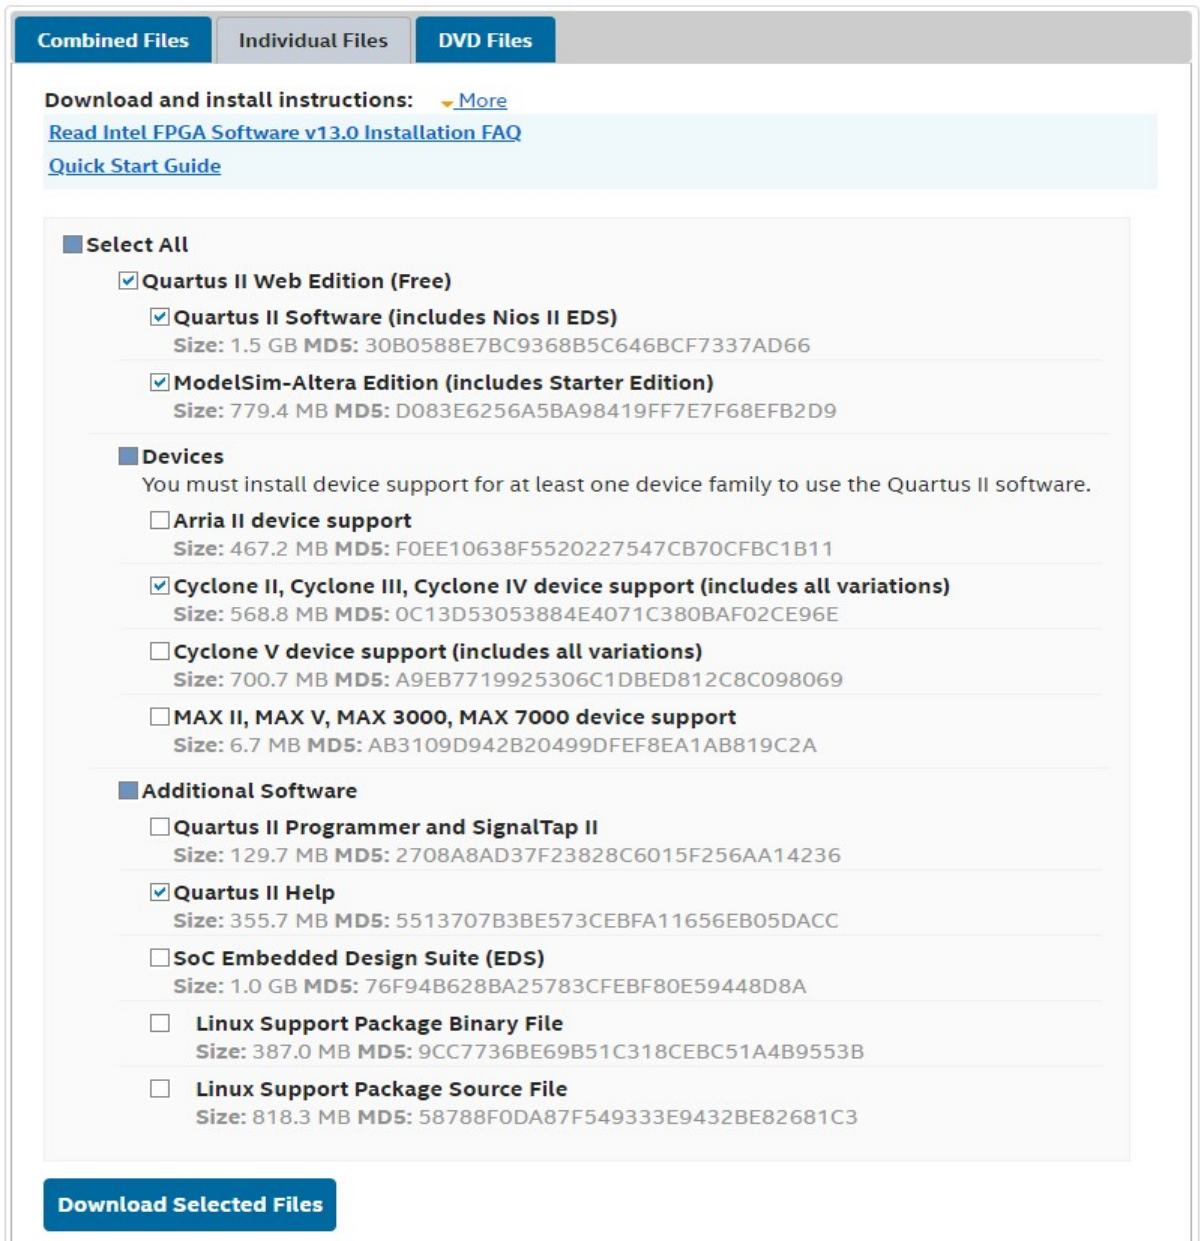 Combined Files
Individual Files
DVD Files
Download and install instructions: More
Read Intel FPGA Software v13.0 Installation FAQ
Quick Start Guide
Select All
Quartus II Web Edition (Free)
Quartus II Software (includes Nios II EDS)
Size: 1.5 GB MD5: 30B0588E7BC9368B5C646BCF7337AD66
ModelSim-Altera Edition (includes Starter Edition)
Size: 779.4 MB MD5: D083E6256A5BA98419FF7E7F68EFB2D9
Devices
You must install device support for at least one device family to use the Quartus II software.
Arria II device support
Size: 467.2 MB MD5: F0EE10638F5520227547CB70CFBC1B11
Cyclone II, Cyclone III, Cyclone IV device support (includes all variations)
Size: 568.8 MB MD5: 0C13D53053884E4071C380BAF02CE96E
Cyclone V device support (includes all variations)
Size: 700.7 MB MD5: A9EB7719925306C1DBED812C8C098069
MAX II, MAX V, MAX 3000, MAX 7000 device support
Size: 6.7 MB MD5: AB3109D942B20499DFEF8EA1AB819C2A
Additional Software
Quartus II Programmer and SignalTap II
Size: 129.7 MB MD5: 2708A8AD37F23828C6015F256AA14236
Quartus II Help
Size: 355.7 MB MD5: 5513707B3BE573CEBFA11656EB05DACC
SoC Embedded Design Suite (EDS)
Size: 1.0 GB MD5: 76F94B628BA25783CFEBF80E59448D8A
Linux Support Package Binary File
Size: 387.0 MB MD5: 9CC7736BE69B51C318CEBC51A4B9553B
Linux Support Package Source File
Size: 818.3 MB MD5: 58788F0DA87F549333E9432BE82681C3
Download Selected Files